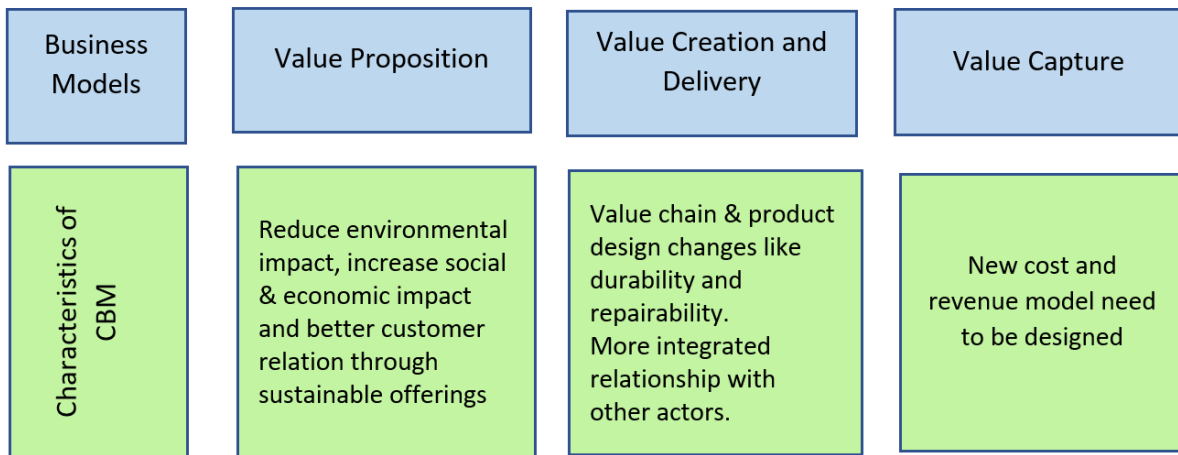 Business
Models
Value Proposition
Value Creation and
Delivery
Value Capture
Characteristics of
CBM
Reduce environmental
impact, increase social
& economic impact
and better customer
relation through
sustainable offerings
Value chain & product
design changes like
durability and
repairability.
More integrated
relationship with
other actors.
New cost and
revenue model need
to be designed